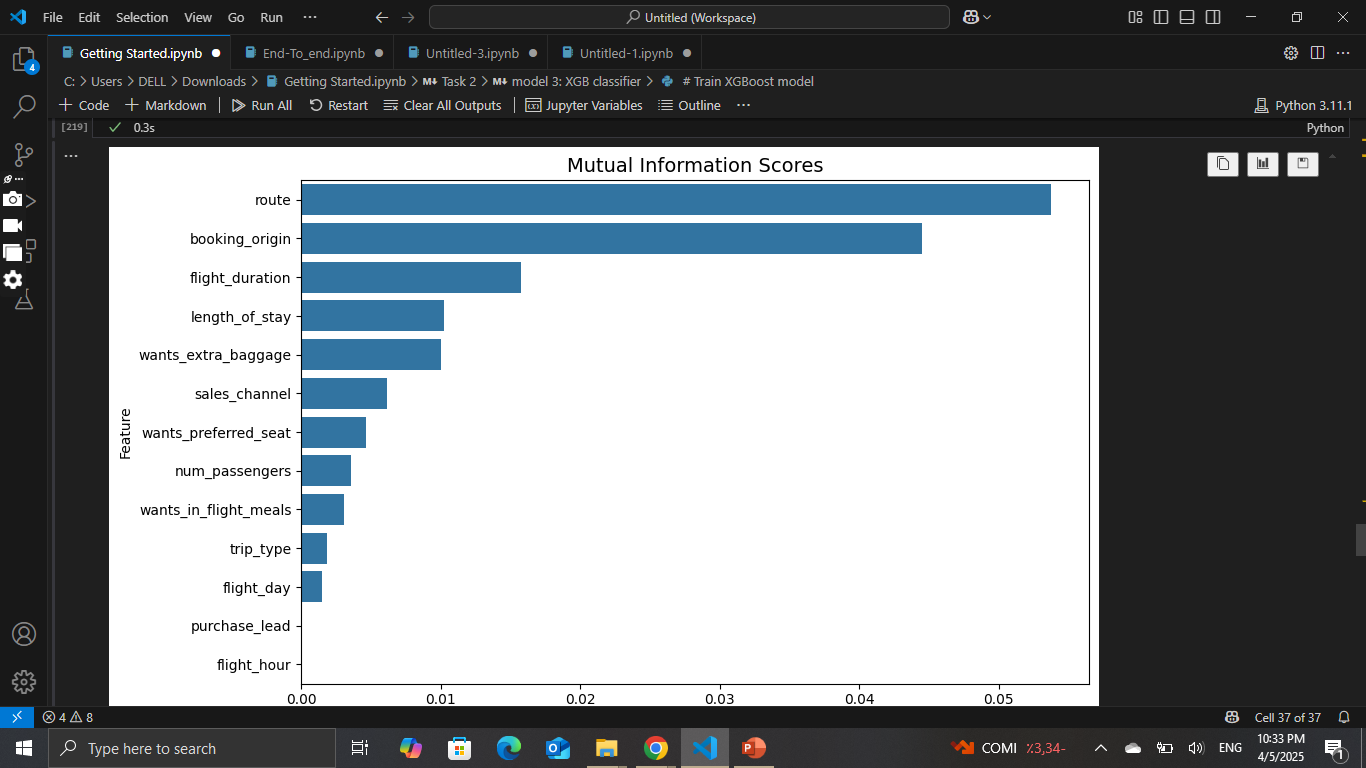 File Edit Selection View Go Run ··· Untitled (Workspace)
Getting Started.ipynb End-To_end.ipynb Untitled-3.ipynb Untitled-1.ipynb
4
C: > Users > DELL > Downloads > Getting Started.ipynb > Task 2 > model 3: XGB classifier > # Train XGBoost model
Code Markdown Run All Restart Clear All Outputs Jupyter Variables Outline ··· Python 3.11.1
[219] 0.3s Python
Mutual Information Scores
route
booking_origin
flight_duration
length_of_stay
wants_extra_baggage
sales_channel
wants_preferred_seat
num_passengers
wants_in_flight_meals
trip_type
flight_day
purchase_lead
flight_hour
Feature
0.00 0.01 0.02 0.03 0.04 0.05
4 8 Cell 37 of 37
Type here to search COMI ٪3,34- ENG 10:33 PM
4/5/2025 1